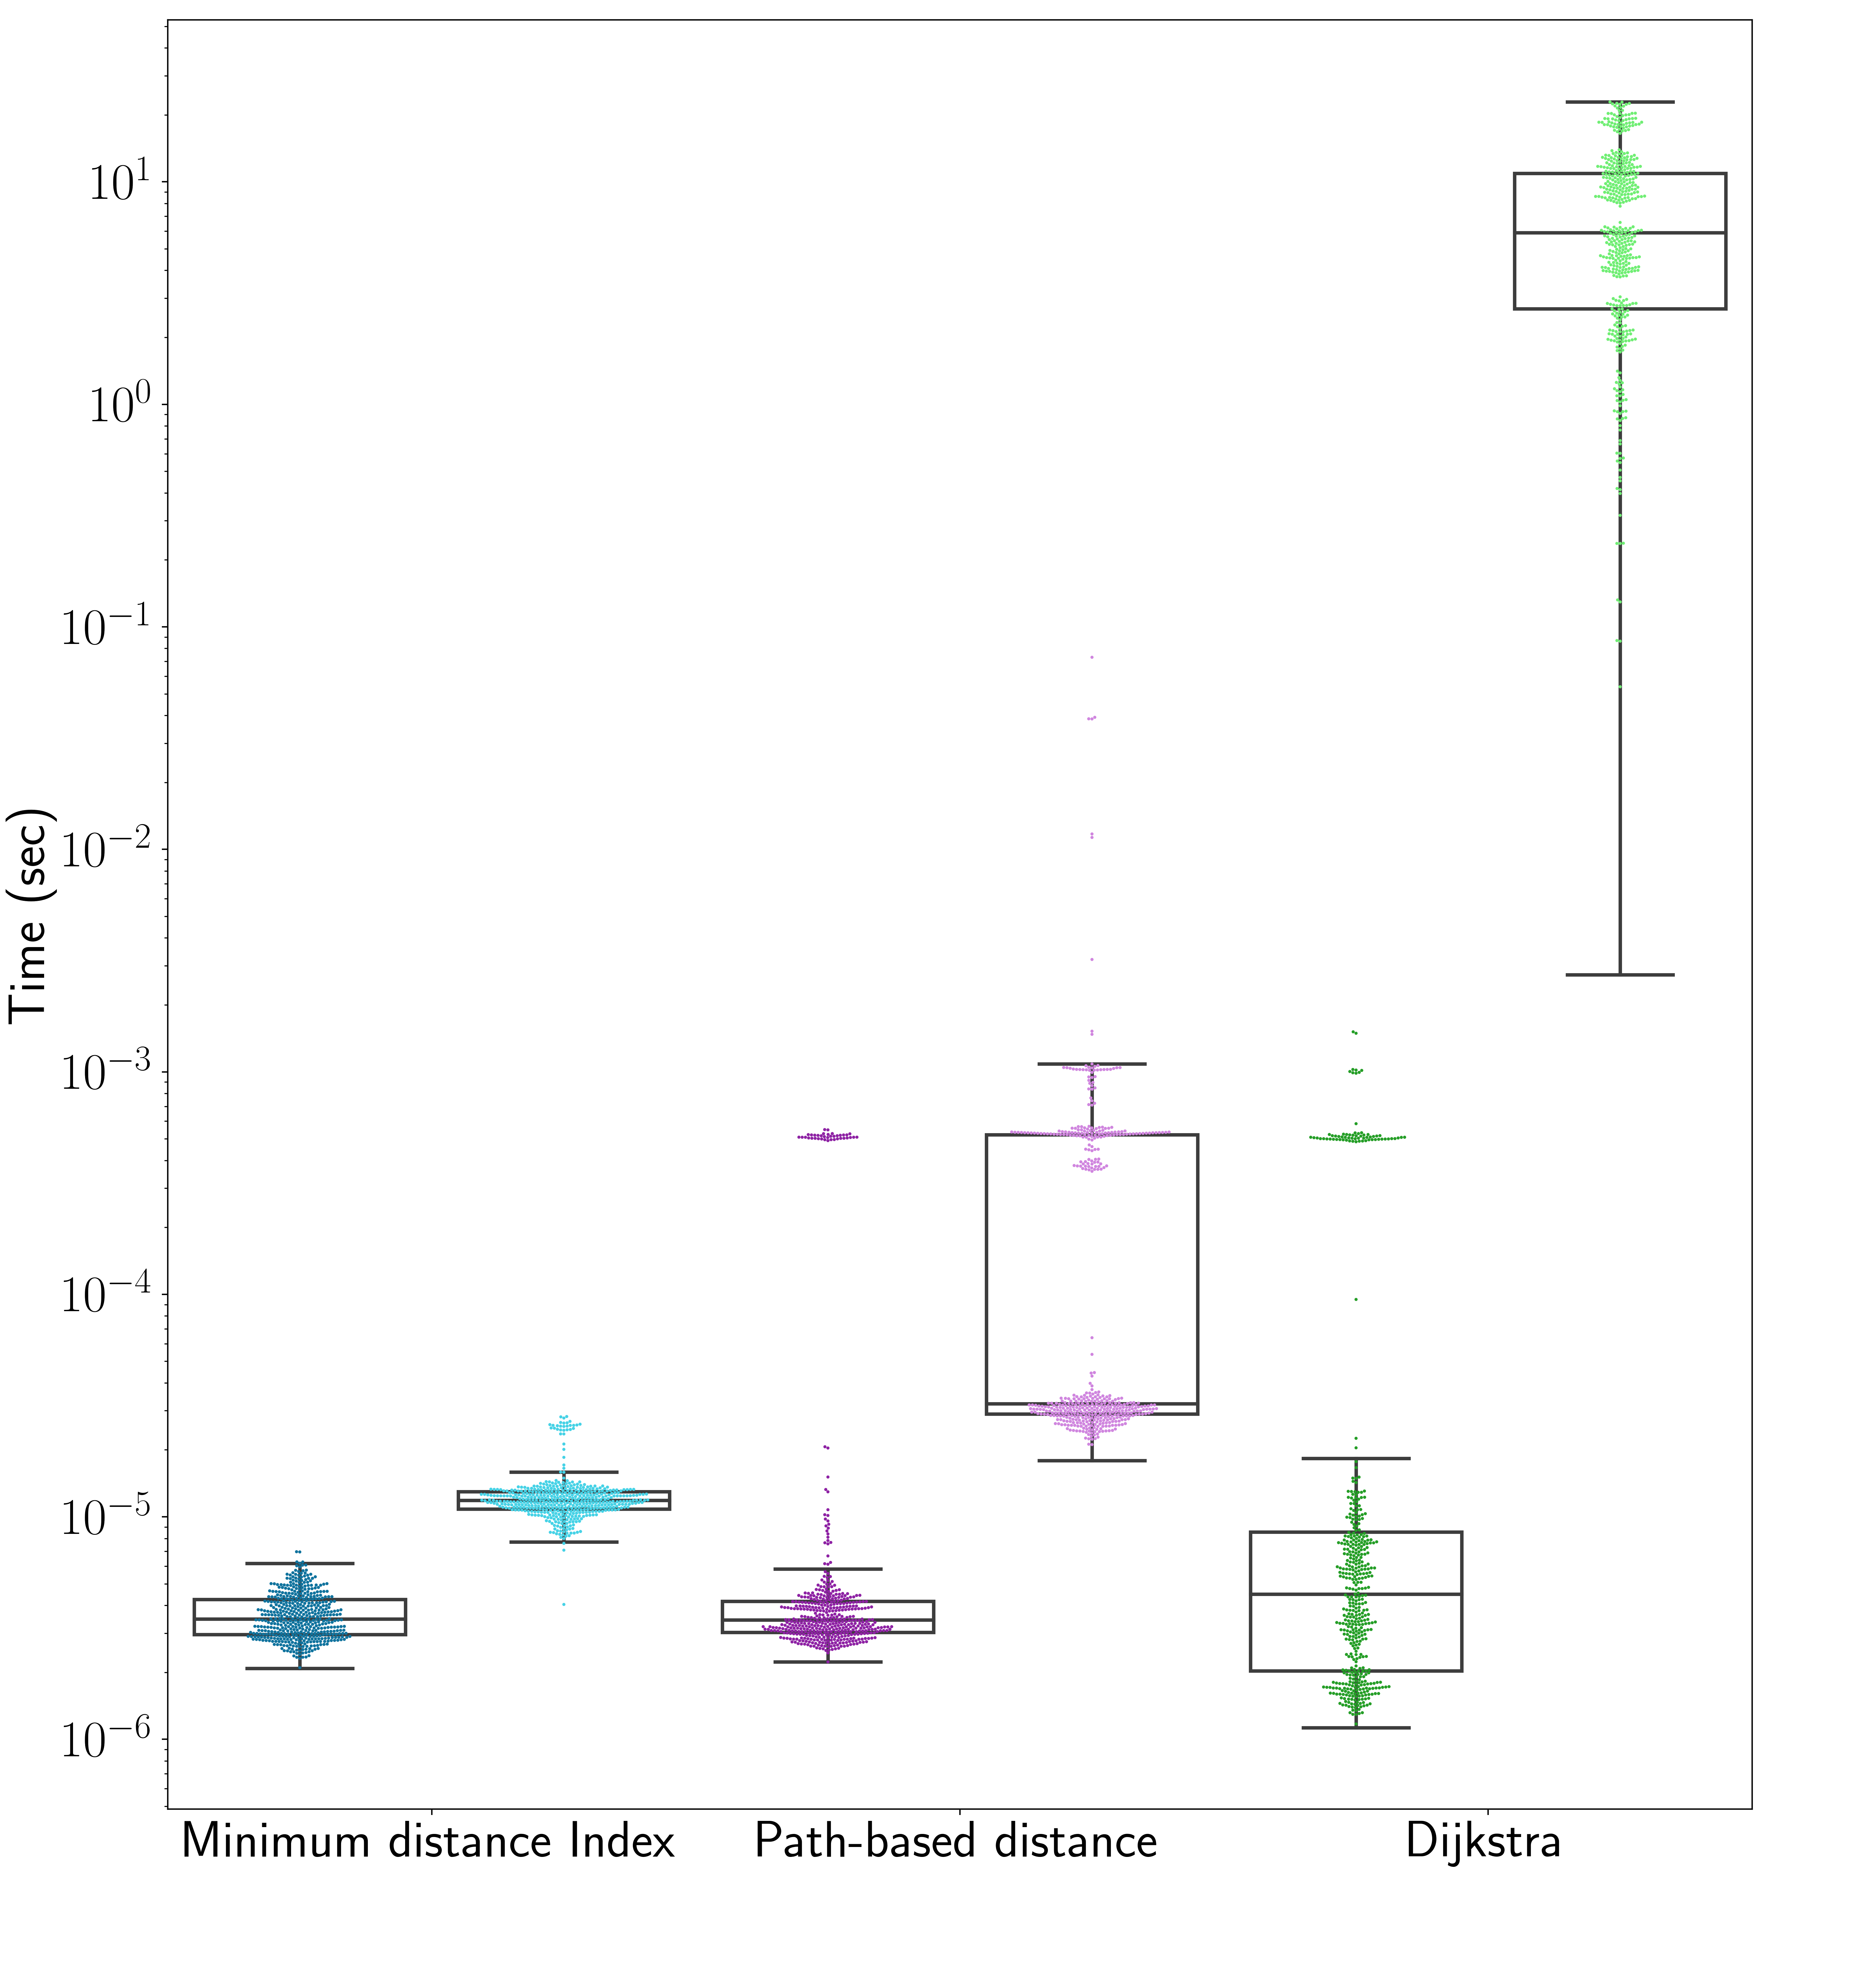 Time (sec)
10^1
10^0
10^−1
10^−2
10^−3
10^−4
10^−5
10^−6
Minimum distance Index
Path-based distance
Dijkstra